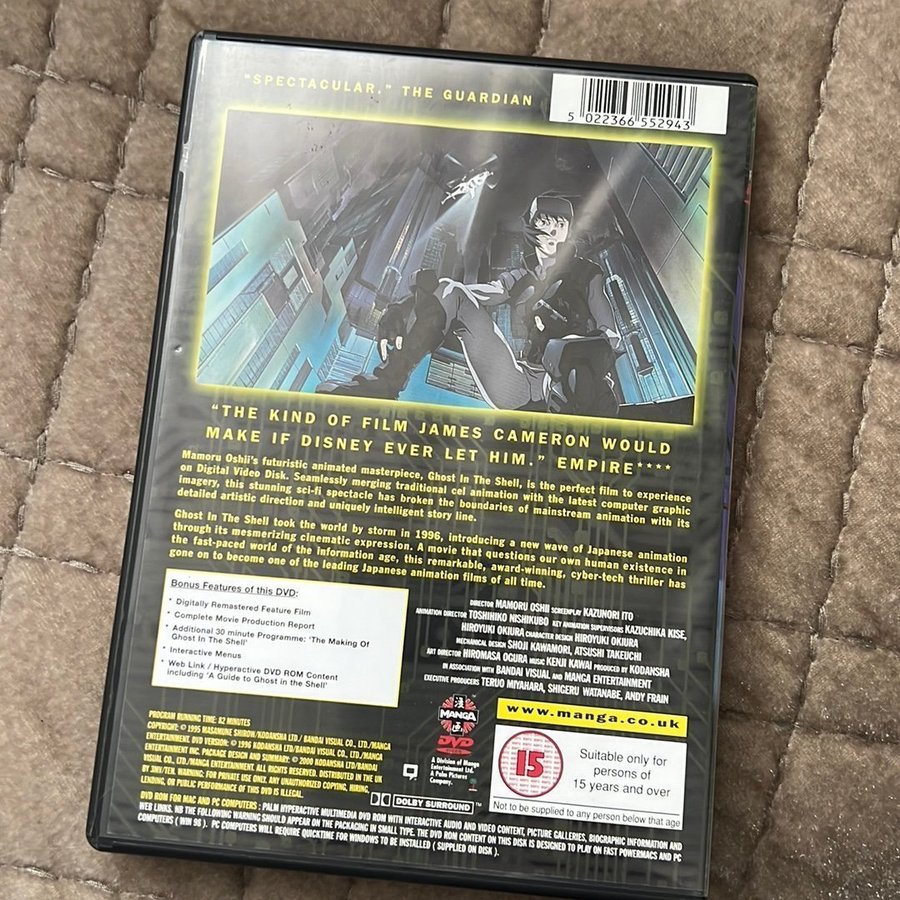 "SPECTACULAR." THE GUARDIAN
5 022366 552943
"THE KIND OF FILM JAMES CAMERON WOULD
MAKE IF DISNEY EVER LET HIM." EMPIRE****
Mamoru Oshii's futuristic animated masterpiece, Ghost In The Shell, is the perfect film to experience
on Digital Video Disk. Seamlessly merging traditional cel animation with the latest computer graphic
imagery, this stunning sci-fi spectacle has broken the boundaries of mainstream animation with its
detailed artistic direction and uniquely intelligent story line.
Ghost In The Shell took the world by storm in 1996, introducing a new wave of Japanese animation
through its mesmerizing cinematic expression. A movie that questions our own human existence in
the fast-paced world of the information age, this remarkable, award-winning, cyber-tech thriller has
gone on to become one of the leading Japanese animation films of all time.
Bonus Features of this DVD:
* Digitally Remastered Feature Film
* Complete Movie Production Report
* Additional 30 minute Programme: 'The Making Of
Ghost In The Shell'
* Interactive Menus
* Web Link / Hyperactive DVD ROM Content
including 'A Guide to Ghost in the Shell'
DIRECTOR MAMORU OSHII SCREENPLAY KAZUNORI ITO
ANIMATION DIRECTOR TOSHIHIKO NISHIKUBO KEY ANIMATION SUPERVISORS KAZUCHIKA KISE,
HIROYUKI OKIURA CHARACTER DESIGN HIROYUKI OKIURA
MECHANICAL DESIGN SHOJI KAWAMORI, ATSUSHI TAKEUCHI
ART DIRECTOR HIROMASA OGURA MUSIC KENJI KAWAI PRODUCED BY KODANSHA
IN ASSOCIATION WITH BANDAI VISUAL AND MANGA ENTERTAINMENT
EXECUTIVE PRODUCERS TERUO MIYAHARA, SHIGERU WATANABE, ANDY FRAIN
PROGRAM RUNNING TIME: 82 MINUTES
COPYRIGHT: © 1995 MASAMUNE SHIROW/KODANSHA LTD./ BANDAI VISUAL CO., LTD./MANGA
ENTERTAINMENT. DVD VERSION: © 1996 KODANSHA LTD/BANDAI VISUAL CO., LTD./MANGA
ENTERTAINMENT INC. PACKAGE DESIGN AND SUMMARY: © 2000 KODANSHA LTD/BANDAI
VISUAL CO., LTD./MANGA ENTERTAINMENT. ALL RIGHTS RESERVED. DISTRIBUTED IN THE UK
BY 3MV/TEN. WARNING: FOR PRIVATE USE ONLY. ANY UNAUTHORIZED COPYING, HIRING,
LENDING, OR PUBLIC PERFORMANCE OF THIS DVD IS ILLEGAL.
MANGA
DVD
A Division of Manga
Entertainment Ltd.
A Palm Pictures
Company.
DOLBY SURROUND
www.manga.co.uk
15
Suitable only for
persons of
15 years and over
Not to be supplied to any person below that age
DVD ROM FOR MAC AND PC COMPUTERS : PALM HYPERACTIVE MULTIMEDIA DVD ROM WITH INTERACTIVE AUDIO AND VIDEO CONTENT, PICTURE GALLERIES, BIOGRAPHIC INFORMATION AND
WEB LINKS. NB THE FOLLOWING WARNING SHOULD APPEAR ON THE PACKAGING IN SMALL TYPE. THE DVD ROM CONTENT ON THIS DISK IS DESIGNED TO PLAY ON FAST POWERMACS AND PC
COMPUTERS ( WIN 98 ). PC COMPUTERS WILL REQUIRE QUICKTIME FOR WINDOWS TO BE INSTALLED ( SUPPLIED ON DISK ).